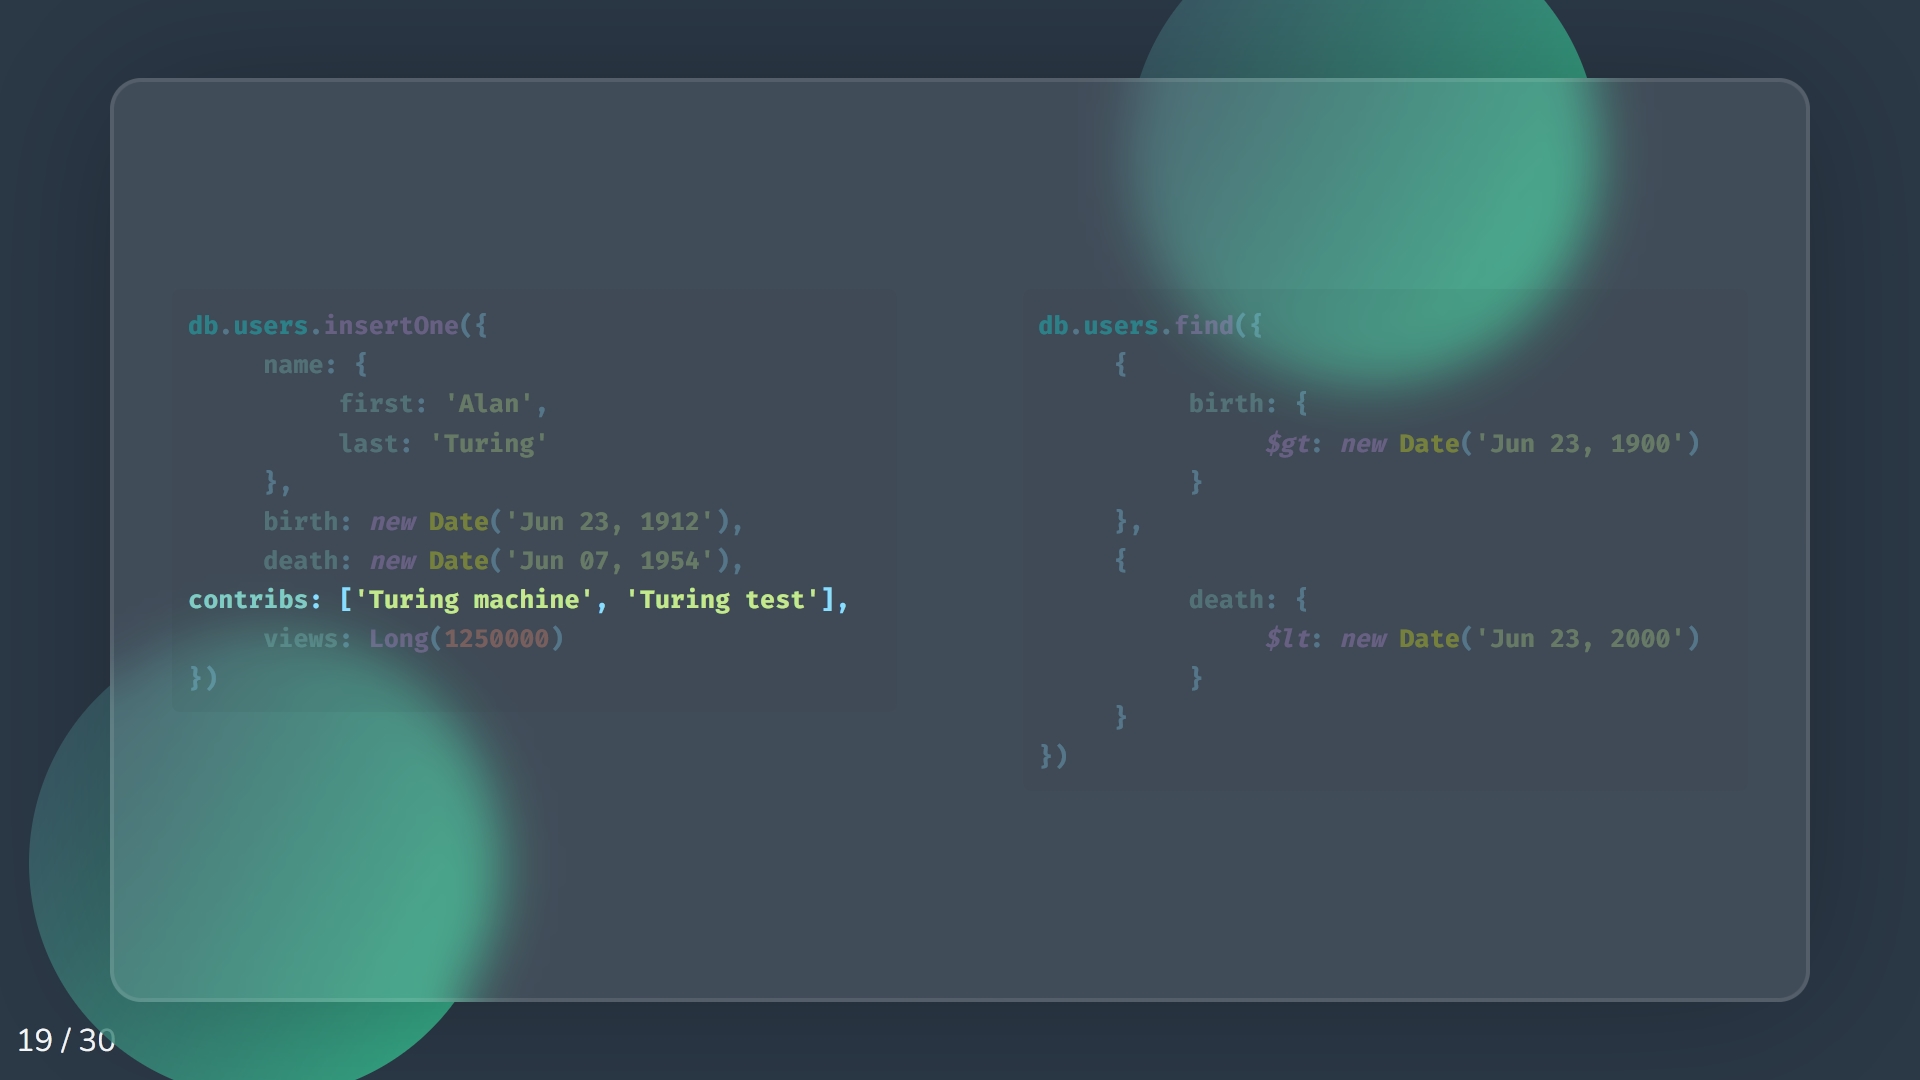 db.users.insertOne({
name: {
first: 'Alan',
last: 'Turing'
},
birth: new Date('Jun 23, 1912'),
death: new Date('Jun 07, 1954'),
contribs: ['Turing machine', 'Turing test'],
views: Long(1250000)
})
db.users.find({
{
birth: {
$gt: new Date('Jun 23, 1900')
}
},
{
death: {
$lt: new Date('Jun 23, 2000')
}
}
})
19 / 30